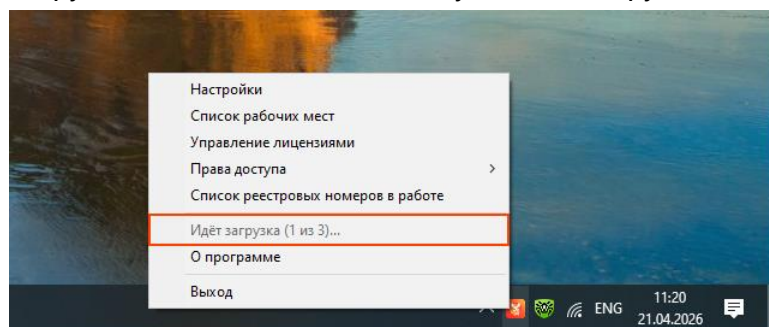 Настройки
Список рабочих мест
Управление лицензиями
Права доступа
Список реестровых номеров в работе
Идёт загрузка (1 из 3)...
О программе
Выход
ENG
11:20
21.04.2026